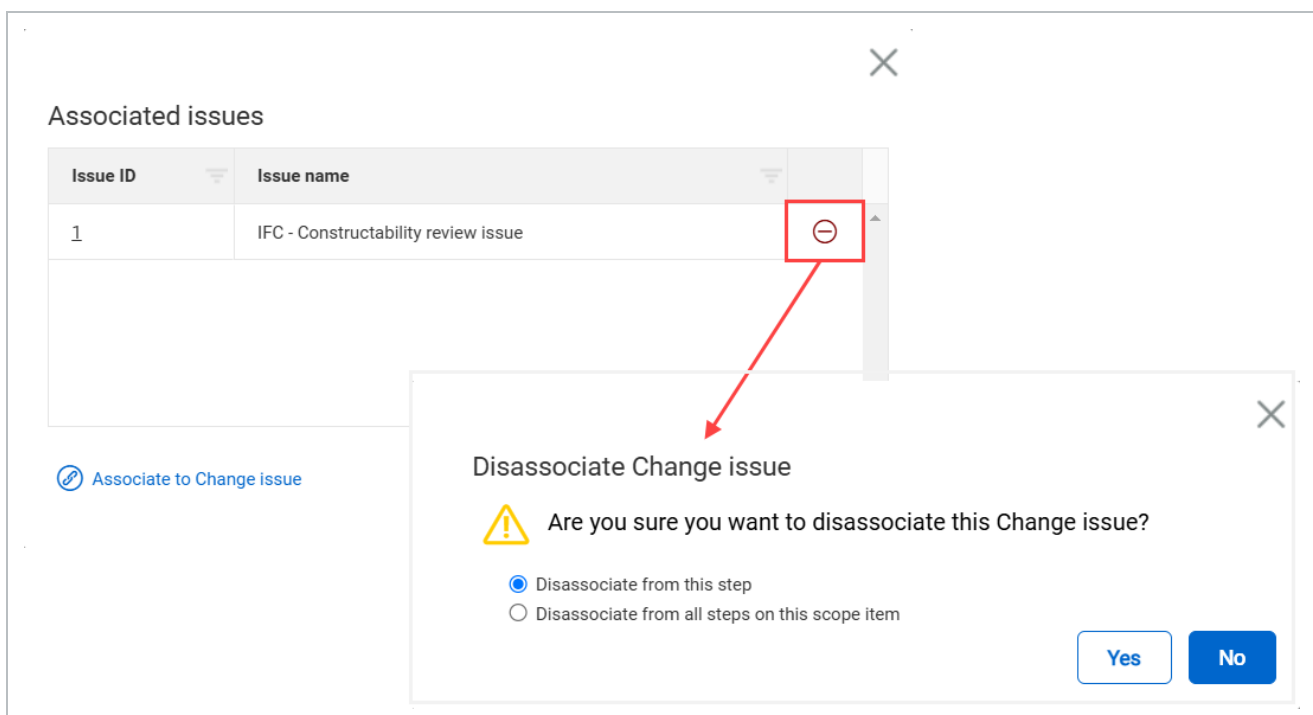 Associated issues
Issue ID Issue name
1 IFC - Constructability review issue
Associate to Change issue
Disassociate Change issue
Are you sure you want to disassociate this Change issue?
Disassociate from this step
Disassociate from all steps on this scope item
Yes No